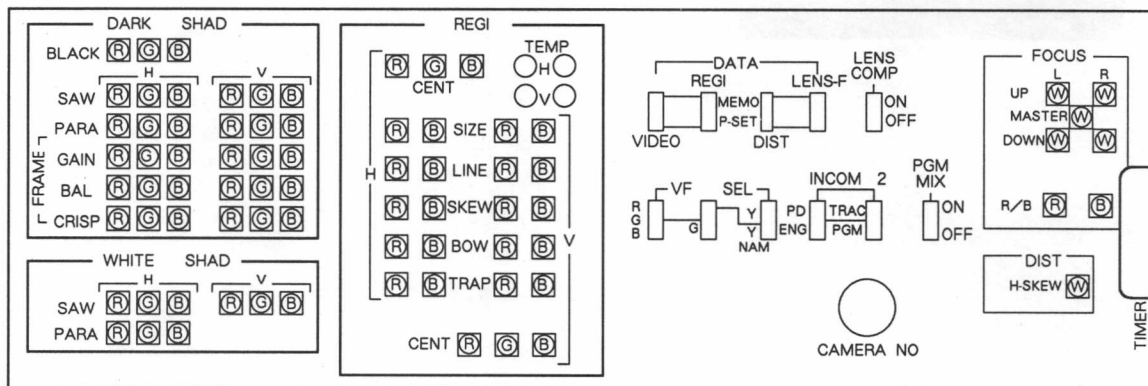 DARK SHAD
BLACK R G B
H V
SAW R G B R G B
PARA R G B R G B
FRAME
GAIN R G B R G B
BAL R G B R G B
CRISP R G B R G B
WHITE SHAD
H V
SAW R G B R G B
PARA R G B
REGI
R G B
CENT
TEMP
H
V
H
R B SIZE R B
R B LINE R B
R B SKEW R B
R B BOW R B
R B TRAP R B
V
CENT R G B
DATA
REGI LENS-F
MEMO
P-SET
VIDEO DIST
LENS
COMP
ON
OFF
VF SEL
R
G
B
G
Y
Y
NAM
INCOM 2
PD TRAC
ENG PGM
PGM
MIX
ON
OFF
CAMERA NO
FOCUS
L R
UP W W
MASTER W
DOWN W W
R/B R B
DIST
H-SKEW W
TIMER